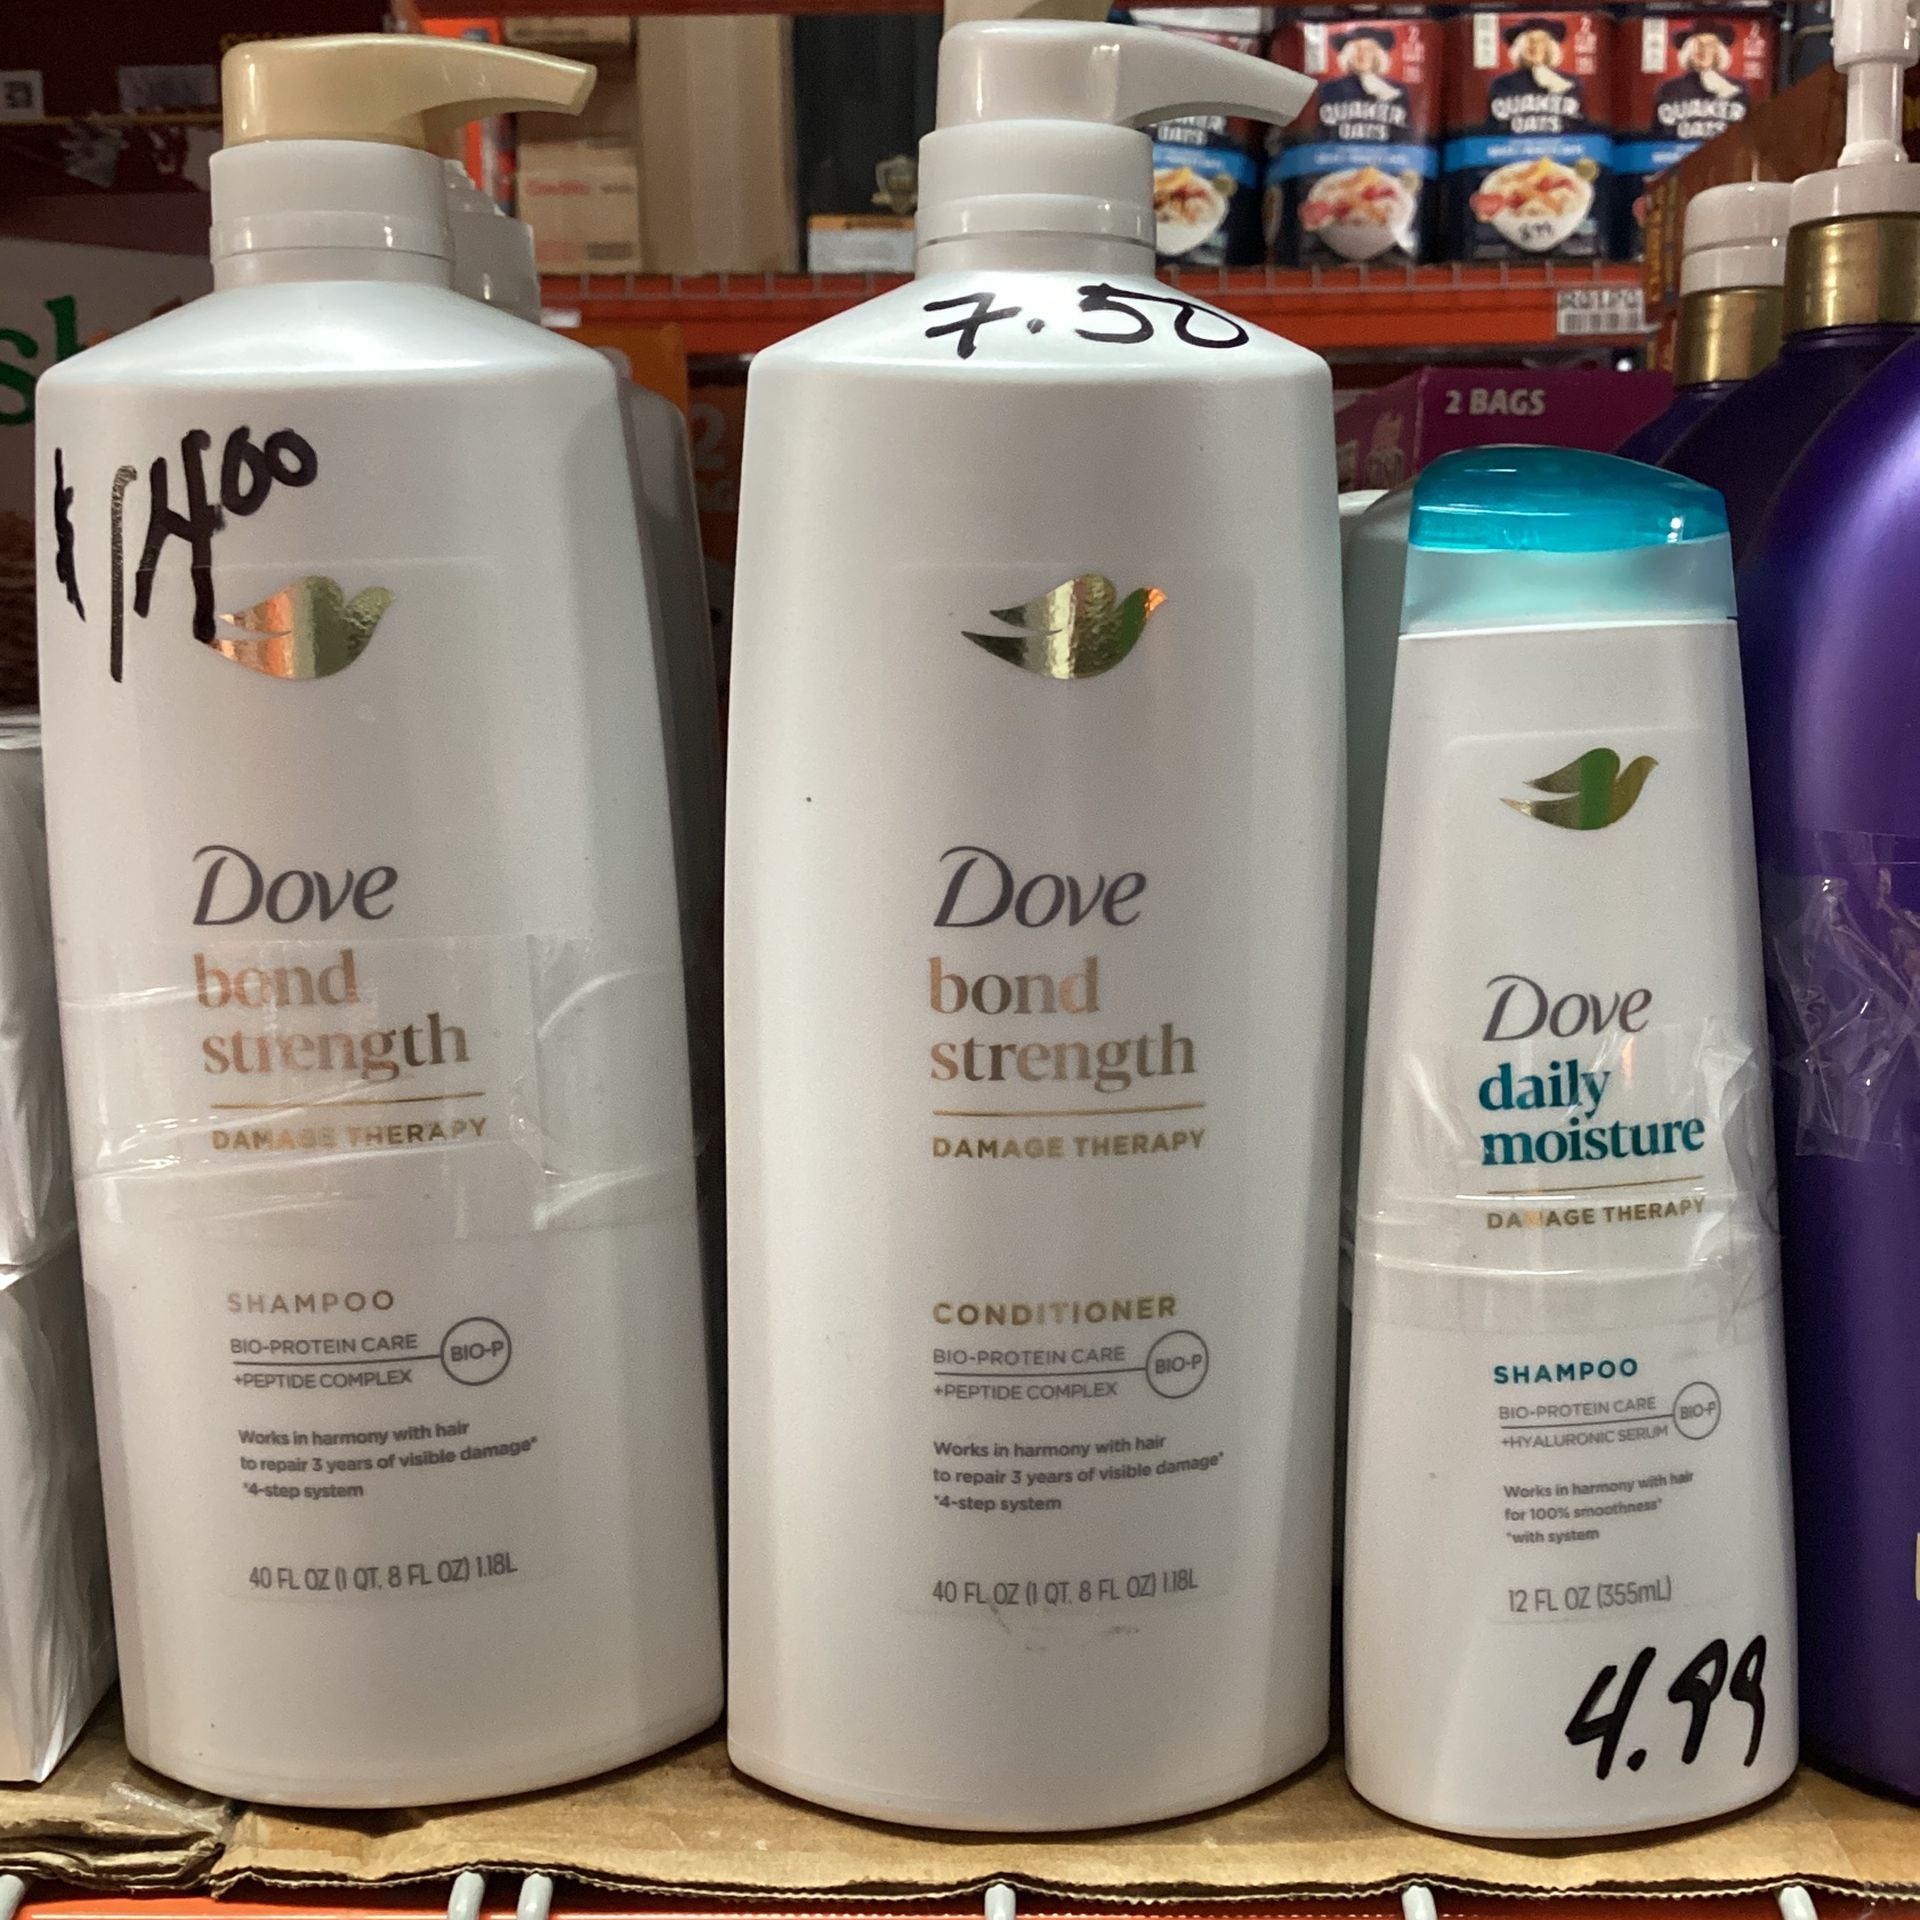 QUAKER
OATS
QUAKER
OATS
QUAKER
OATS
8.99
2 BAGS
$14.00
Dove
bond
strength
DAMAGE THERAPY
SHAMPOO
BIO-PROTEIN CARE
+PEPTIDE COMPLEX
BIO-P
Works in harmony with hair
to repair 3 years of visible damage*
*4-step system
40 FL OZ (1 QT. 8 FL OZ) 1.18L
7.50
Dove
bond
strength
DAMAGE THERAPY
CONDITIONER
BIO-PROTEIN CARE
+PEPTIDE COMPLEX
BIO-P
Works in harmony with hair
to repair 3 years of visible damage*
*4-step system
40 FL OZ (1 QT. 8 FL OZ) 1.18L
Dove
daily
moisture
DAMAGE THERAPY
SHAMPOO
BIO-PROTEIN CARE
+HYALURONIC SERUM
BIO-P
Works in harmony with hair
for 100% smoothness*
*with system
12 FL OZ (355mL)
4.99